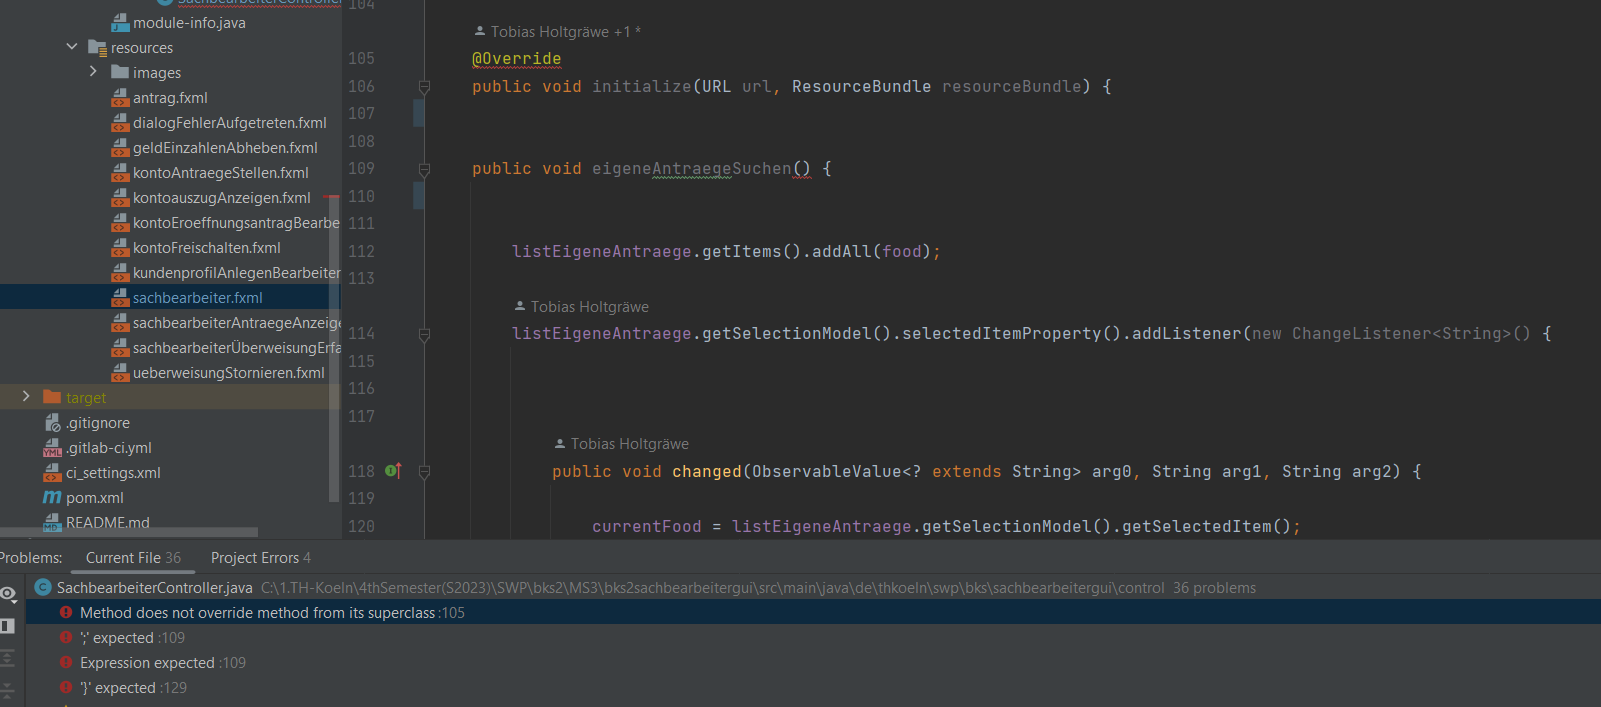 SachbearbeiterController
module-info.java
resources
images
antrag.fxml
dialogFehlerAufgetreten.fxml
geldEinzahlenAbheben.fxml
kontoAntraegeStellen.fxml
kontoauszugAnzeigen.fxml
kontoEroeffnungsantragBearbe
kontoFreischalten.fxml
kundenprofilAnlegenBearbeiten
sachbearbeiter.fxml
sachbearbeiterAntraegeAnzeige
sachbearbeiterÜberweisungErfa
ueberweisungStornieren.fxml
target
.gitignore
.gitlab-ci.yml
ci_settings.xml
pom.xml
README.md
104
Tobias Holtgräwe +1 *
105 @Override
106 public void initialize(URL url, ResourceBundle resourceBundle) {
107
108
109 public void eigeneAntraegeSuchen() {
110
111
112 listEigeneAntraege.getItems().addAll(food);
113
Tobias Holtgräwe
114 listEigeneAntraege.getSelectionModel().selectedItemProperty().addListener(new ChangeListener<String>() {
115
116
117
Tobias Holtgräwe
118 public void changed(ObservableValue<? extends String> arg0, String arg1, String arg2) {
119
120 currentFood = listEigeneAntraege.getSelectionModel().getSelectedItem();
Problems: Current File 36 Project Errors 4
SachbearbeiterController.java C:\1.TH-Koeln\4thSemester(S2023)\SWP\bks2\MS3\bks2sachbearbeitergui\src\main\java\de\thkoeln\swp\bks\sachbearbeitergui\control 36 problems
Method does not override method from its superclass :105
';' expected :109
Expression expected :109
'}' expected :129